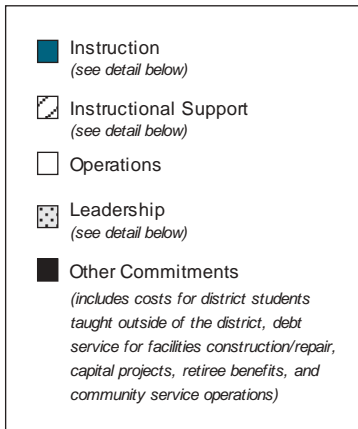 Instruction
(see detail below)
Instructional Support
(see detail below)
Operations
Leadership
(see detail below)
Other Commitments
(includes costs for district students
taught outside of the district, debt
service for facilities construction/repair,
capital projects, retiree benefits, and
community service operations)